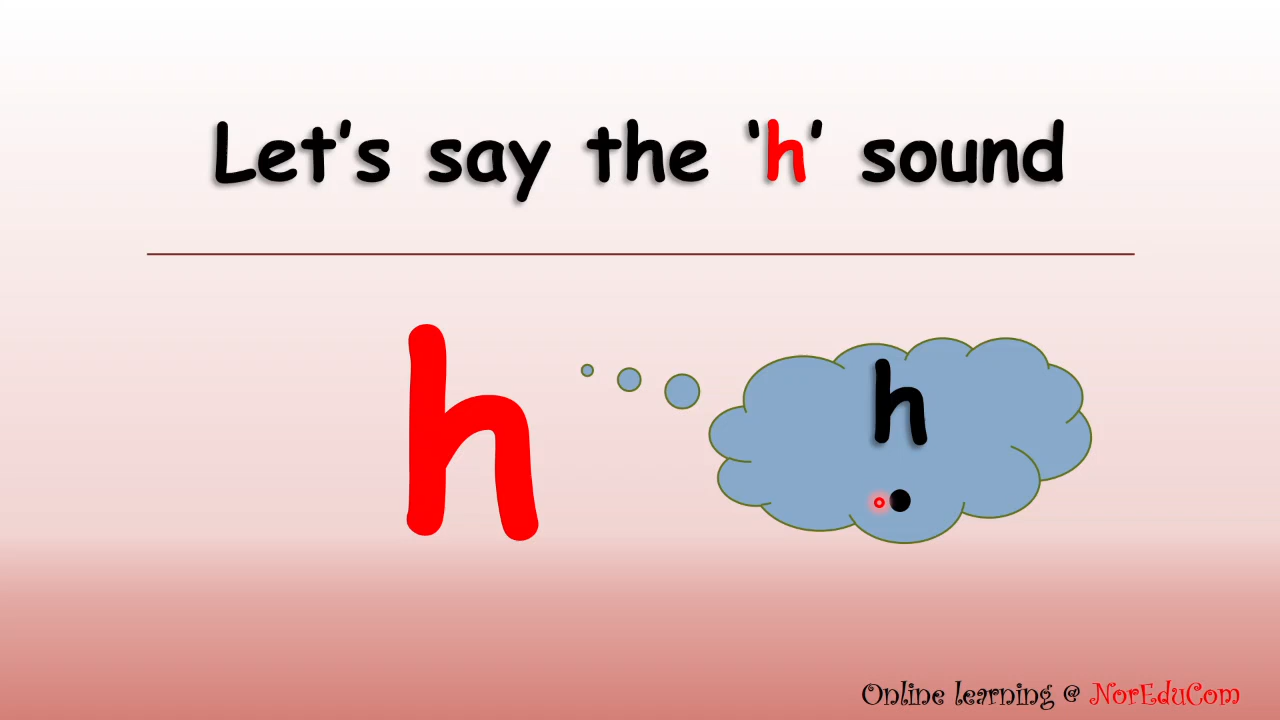 Let’s say the ‘h’ sound
h
h
Online learning @ NorEduCom